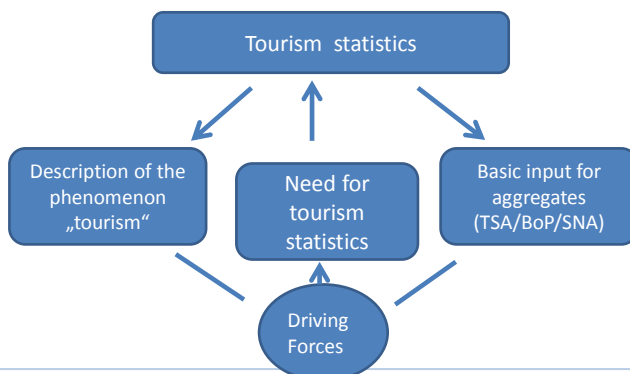 Tourism  statistics
Description of the
phenomenon
„tourism“
Need for
tourism
statistics
Basic input for
aggregates
(TSA/BoP/SNA)
Driving
Forces